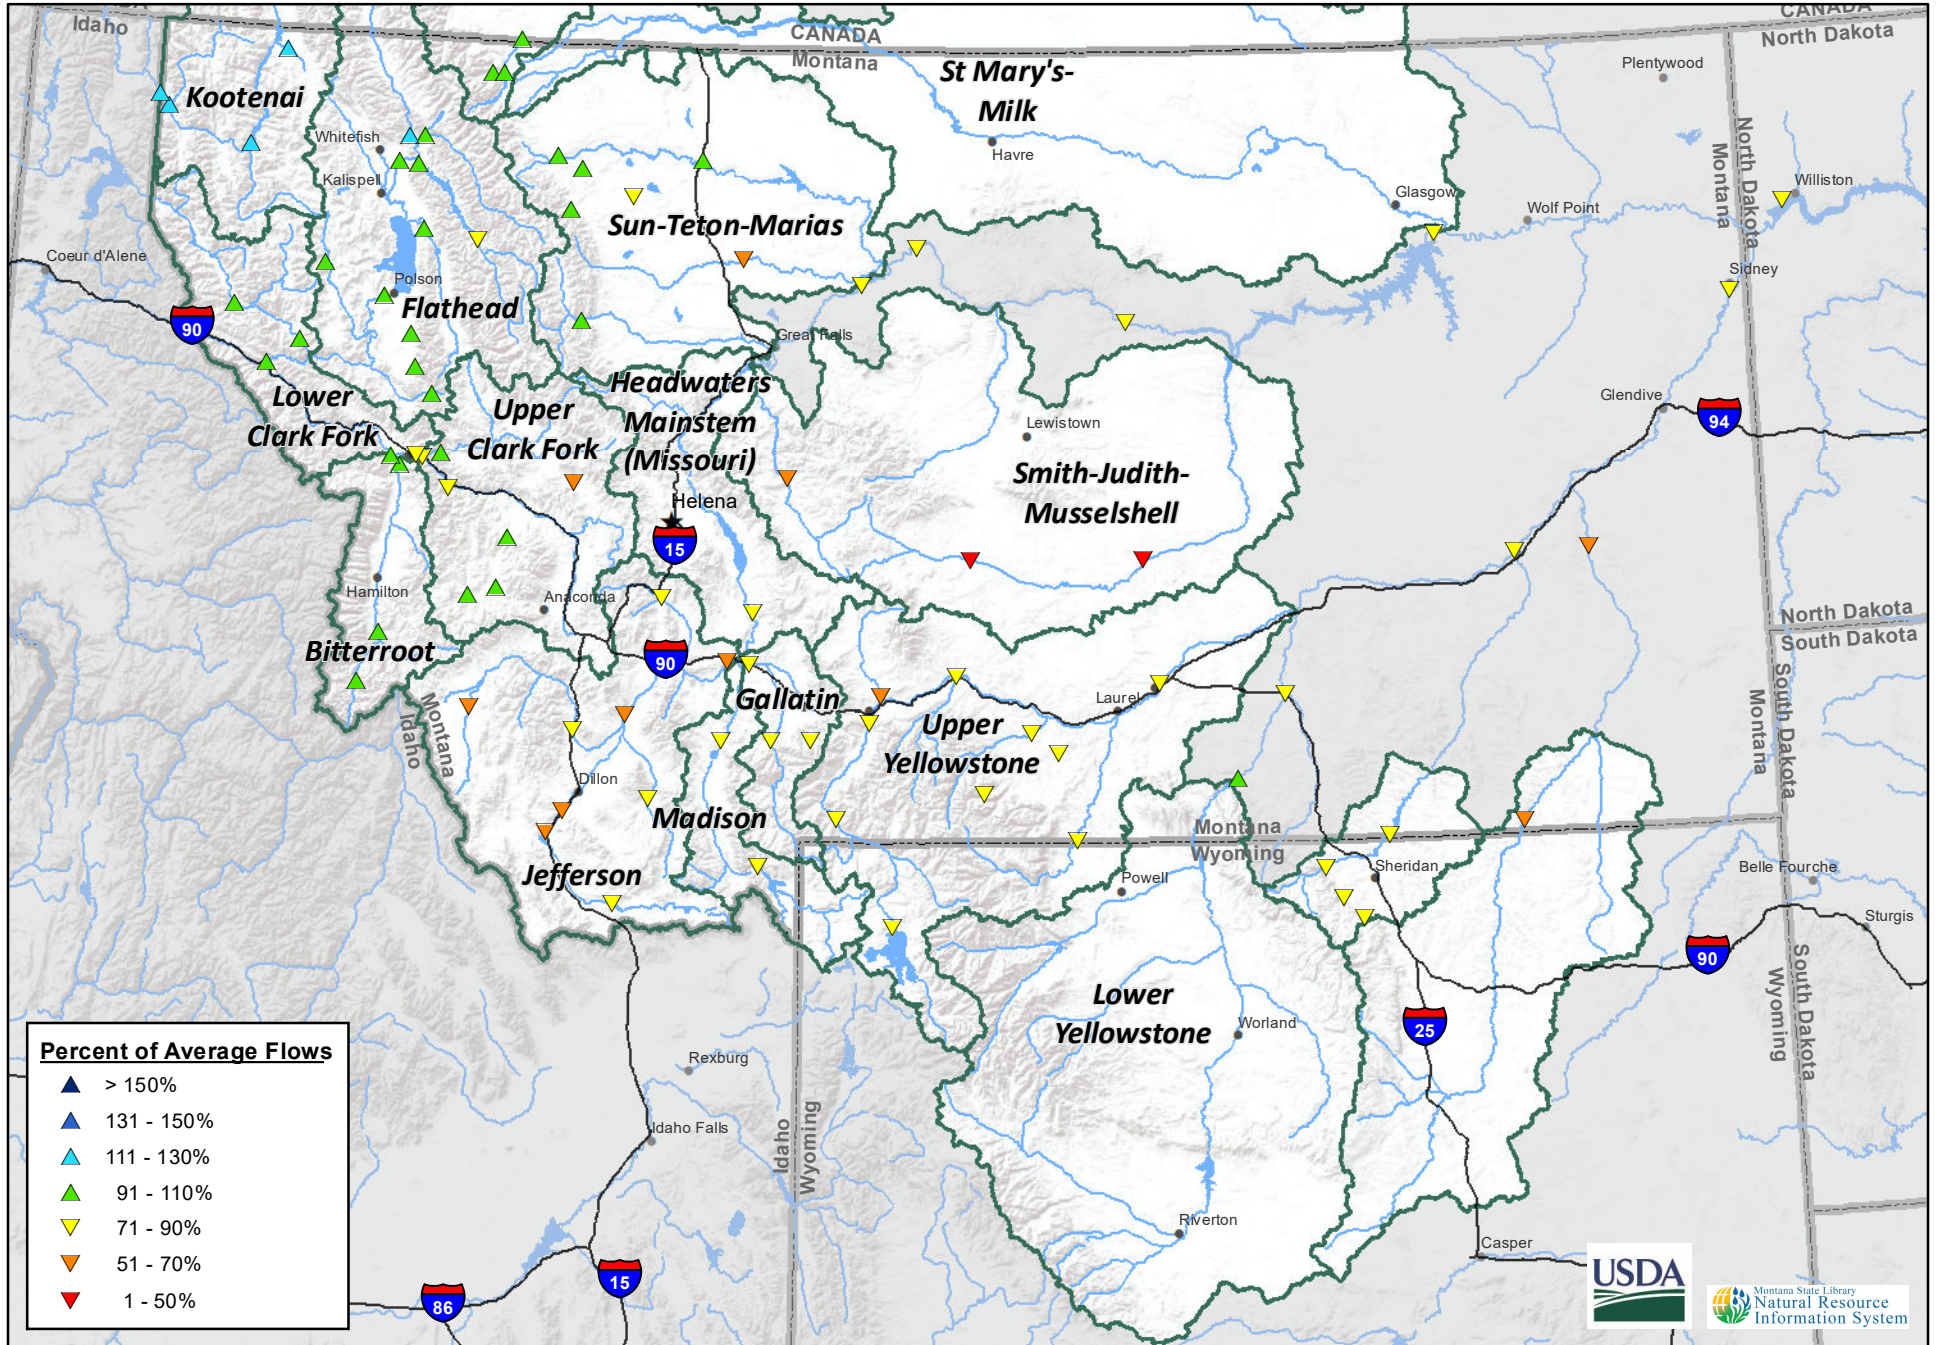 CANADA
Idaho
CANADA
Montana
CANADA
North Dakota
St Mary's-
Milk
Plentywood
Kootenai
Whitefish
Havre
North Dakota
Montana
Kalispell
Glasgow
Williston
Wolf Point
Sun-Teton-Marias
Coeur d'Alene
Polson
Sidney
Flathead
90
Great Falls
Headwaters
Mainstem
(Missouri)
Lower
Clark Fork
Upper
Clark Fork
Glendive
94
Lewistown
Smith-Judith-
Musselshell
Helena
15
Hamilton
Anaconda
North Dakota
South Dakota
Bitterroot
90
Montana
Idaho
Gallatin
Laurel
Upper
Yellowstone
South Dakota
Montana
Dillon
Madison
Montana
Wyoming
Jefferson
Powell
Sheridan
Belle Fourche
Sturgis
90
South Dakota
Wyoming
Lower
Yellowstone
Worland
25
Rexburg
Idaho Falls
Idaho
Wyoming
Riverton
Casper
15
86
Percent of Average Flows
> 150%
131 - 150%
111 - 130%
91 - 110%
71 - 90%
51 - 70%
1 - 50%
USDA
Montana State Library
Natural Resource
Information System